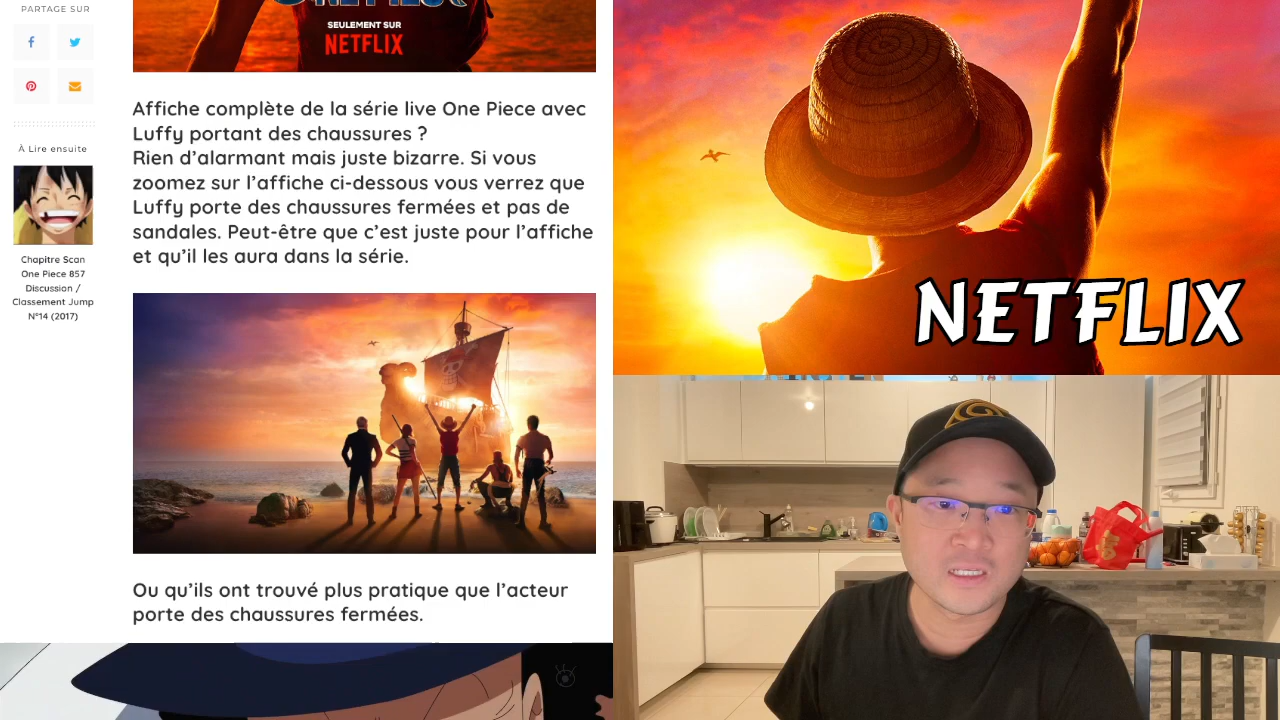 PARTAGE SUR
À Lire ensuite
Chapitre Scan
One Piece 857
Discussion /
Classement Jump
N°14 (2017)
SEULEMENT SUR
NETFLIX
Affiche complète de la série live One Piece avec
Luffy portant des chaussures ?
Rien d’alarmant mais juste bizarre. Si vous
zoomez sur l’affiche ci-dessous vous verrez que
Luffy porte des chaussures fermées et pas de
sandales. Peut-être que c’est juste pour l’affiche
et qu’il les aura dans la série.
Ou qu’ils ont trouvé plus pratique que l’acteur
porte des chaussures fermées.
NETFLIX